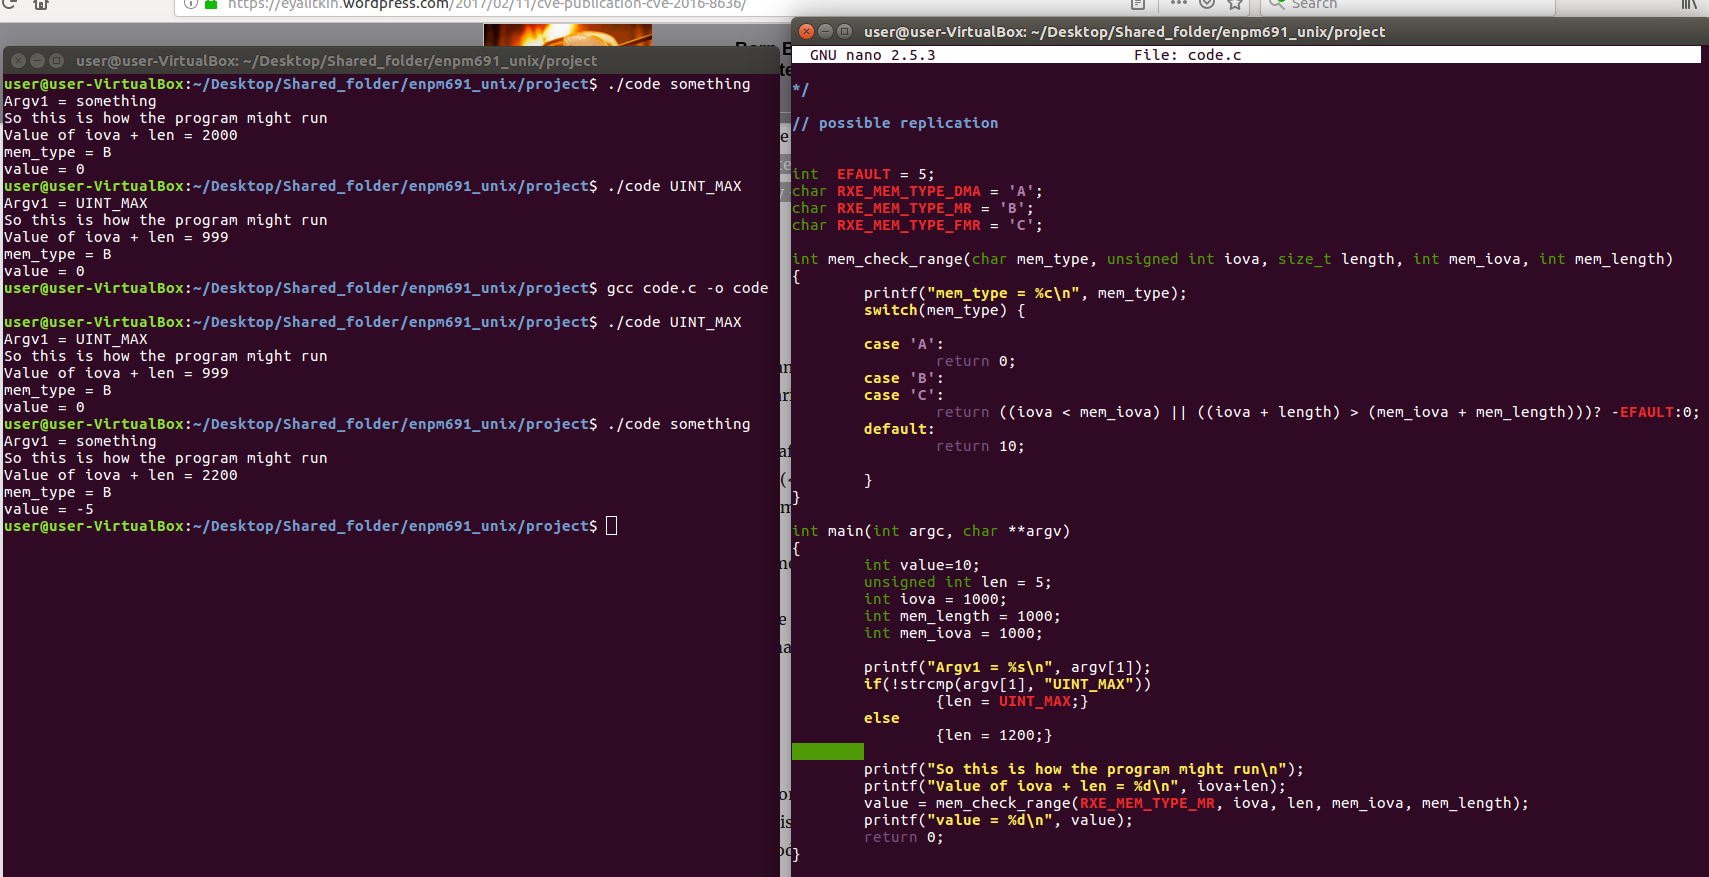 https://eyalitkin.wordpress.com/2017/02/11/cve-publication-cve-2016-8636/
Search
user@user-VirtualBox: ~/Desktop/Shared_folder/enpm691_unix/project
user@user-VirtualBox:~/Desktop/Shared_folder/enpm691_unix/project$ ./code something
Argv1 = something
So this is how the program might run
Value of iova + len = 2000
mem_type = B
value = 0
user@user-VirtualBox:~/Desktop/Shared_folder/enpm691_unix/project$ ./code UINT_MAX
Argv1 = UINT_MAX
So this is how the program might run
Value of iova + len = 999
mem_type = B
value = 0
user@user-VirtualBox:~/Desktop/Shared_folder/enpm691_unix/project$ gcc code.c -o code
user@user-VirtualBox:~/Desktop/Shared_folder/enpm691_unix/project$ ./code UINT_MAX
Argv1 = UINT_MAX
So this is how the program might run
Value of iova + len = 999
mem_type = B
value = 0
user@user-VirtualBox:~/Desktop/Shared_folder/enpm691_unix/project$ ./code something
Argv1 = something
So this is how the program might run
Value of iova + len = 2200
mem_type = B
value = -5
user@user-VirtualBox:~/Desktop/Shared_folder/enpm691_unix/project$
user@user-VirtualBox: ~/Desktop/Shared_folder/enpm691_unix/project
GNU nano 2.5.3 File: code.c
*/
// possible replication
int  EFAULT = 5;
char RXE_MEM_TYPE_DMA = 'A';
char RXE_MEM_TYPE_MR = 'B';
char RXE_MEM_TYPE_FMR = 'C';
int mem_check_range(char mem_type, unsigned int iova, size_t length, int mem_iova, int mem_length)
{
printf("mem_type = %c\n", mem_type);
switch(mem_type) {
case 'A':
return 0;
case 'B':
case 'C':
return ((iova < mem_iova) || ((iova + length) > (mem_iova + mem_length)))? -EFAULT:0;
default:
return 10;
}
}
int main(int argc, char **argv)
{
int value=10;
unsigned int len = 5;
int iova = 1000;
int mem_length = 1000;
int mem_iova = 1000;
printf("Argv1 = %s\n", argv[1]);
if(!strcmp(argv[1], "UINT_MAX"))
{len = UINT_MAX;}
else
{len = 1200;}
printf("So this is how the program might run\n");
printf("Value of iova + len = %d\n", iova+len);
value = mem_check_range(RXE_MEM_TYPE_MR, iova, len, mem_iova, mem_length);
printf("value = %d\n", value);
return 0;
}